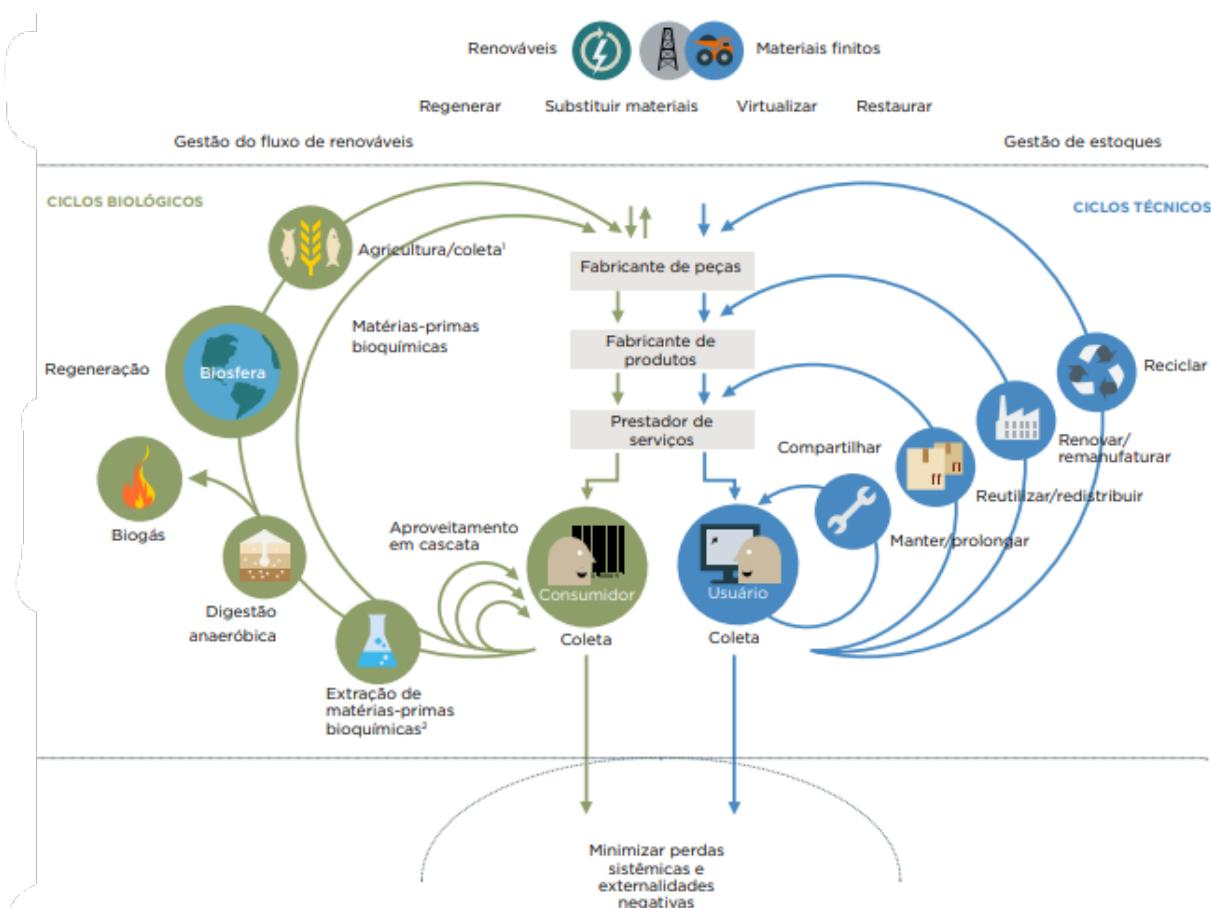 Renováveis
Materiais finitos
Regenerar
Substituir materiais
Virtualizar
Restaurar
Gestão do fluxo de renováveis
Gestão de estoques
CICLOS BIOLÓGICOS
CICLOS TÉCNICOS
Agricultura/coleta¹
Fabricante de peças
Matérias-primas
bioquímicas
Fabricante de
produtos
Regeneração
Biosfera
Reciclar
Prestador de
serviços
Compartilhar
Renovar/
remanufaturar
Reutilizar/redistribuir
Biogás
Aproveitamento
em cascata
Manter/prolongar
Consumidor
Usuário
Digestão
anaeróbica
Coleta
Coleta
Extração de
matérias-primas
bioquímicas²
Minimizar perdas
sistêmicas e
externalidades
negativas